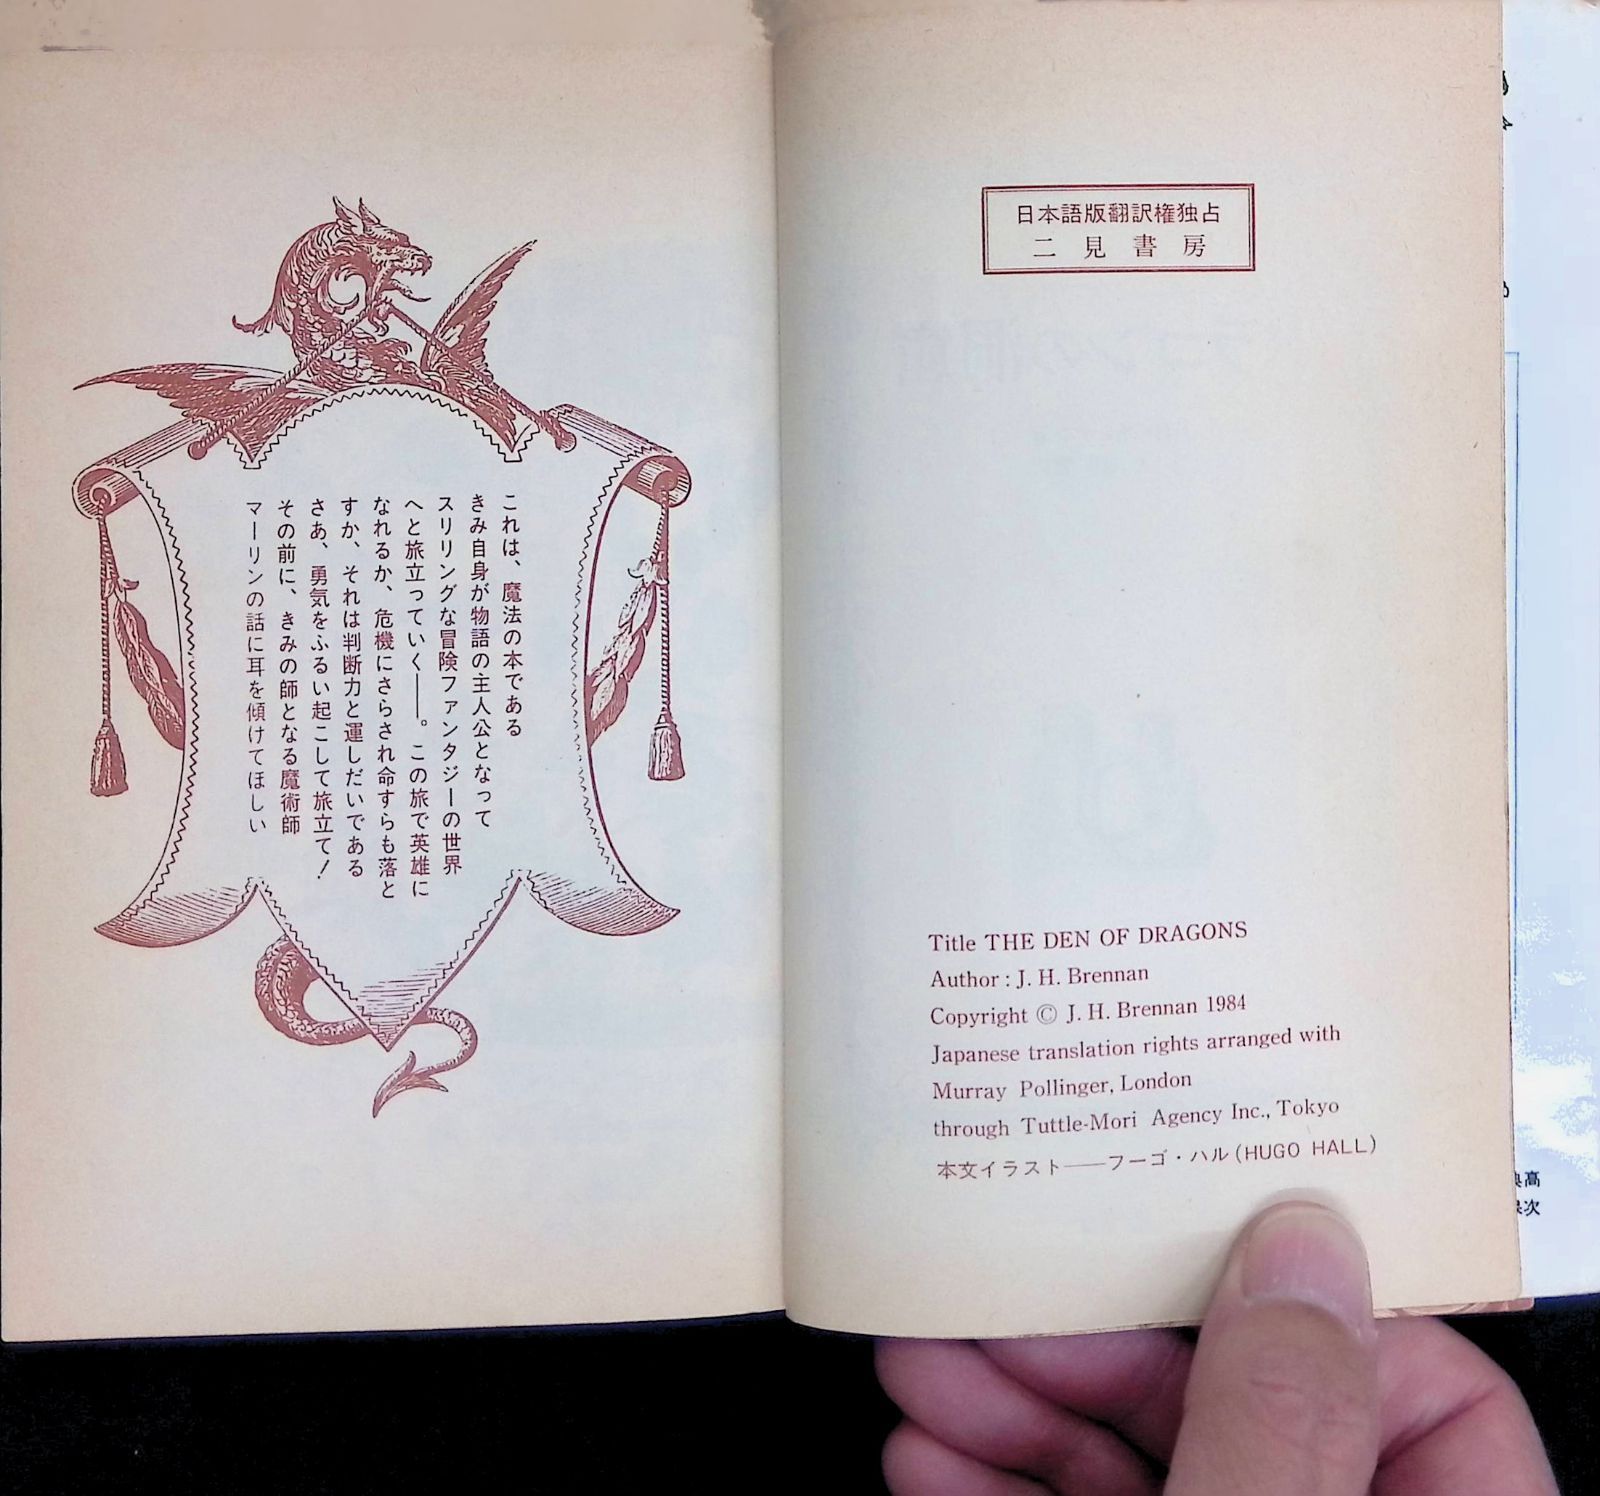 日本語版翻訳権独占
二見書房
Title THE DEN OF DRAGONS
Author : J. H. Brennan
Copyright © J. H. Brennan 1984
Japanese translation rights arranged with
Murray Pollinger, London
through Tuttle-Mori Agency Inc., Tokyo
本文イラスト──フーゴ・ハル(HUGO HALL)
これは、魔法の本である
きみ自身が物語の主人公となって
スリリングな冒険ファンタジーの世界
へと旅立っていく──。この旅で英雄に
なれるか、危機にさらされ命すらも落と
すか、それは判断力と運しだいである
さあ、勇気をふるい起こして旅立て!
その前に、きみの師となる魔術師
マーリンの話に耳を傾けてほしい